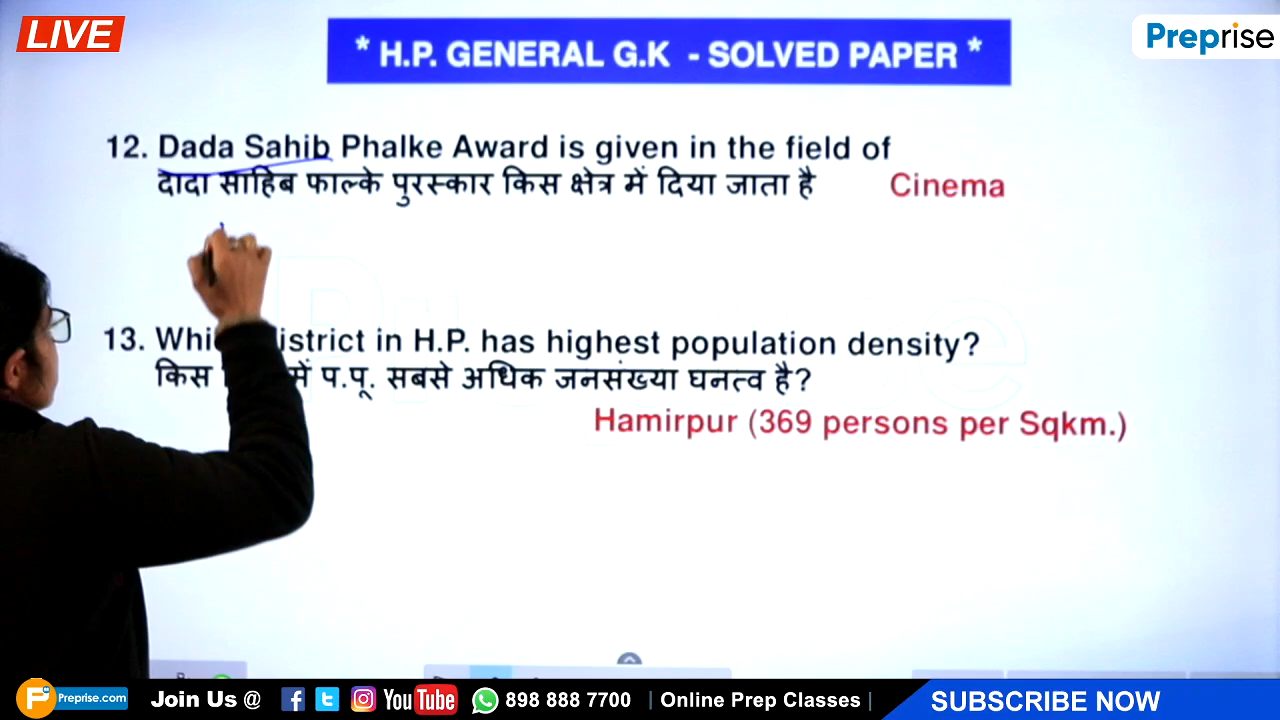 LIVE
Preprise
* H.P. GENERAL G.K - SOLVED PAPER *
12. Dada Sahib Phalke Award is given in the field of
दादा साहिब फाल्के पुरस्कार किस क्षेत्र में दिया जाता है Cinema
13. Whi istrict in H.P. has highest population density?
किस में प.पू. सबसे अधिक जनसंख्या घनत्व है?
Hamirpur (369 persons per Sqkm.)
Preprise.com Join Us @ YouTube 898 888 7700 | Online Prep Classes | SUBSCRIBE NOW